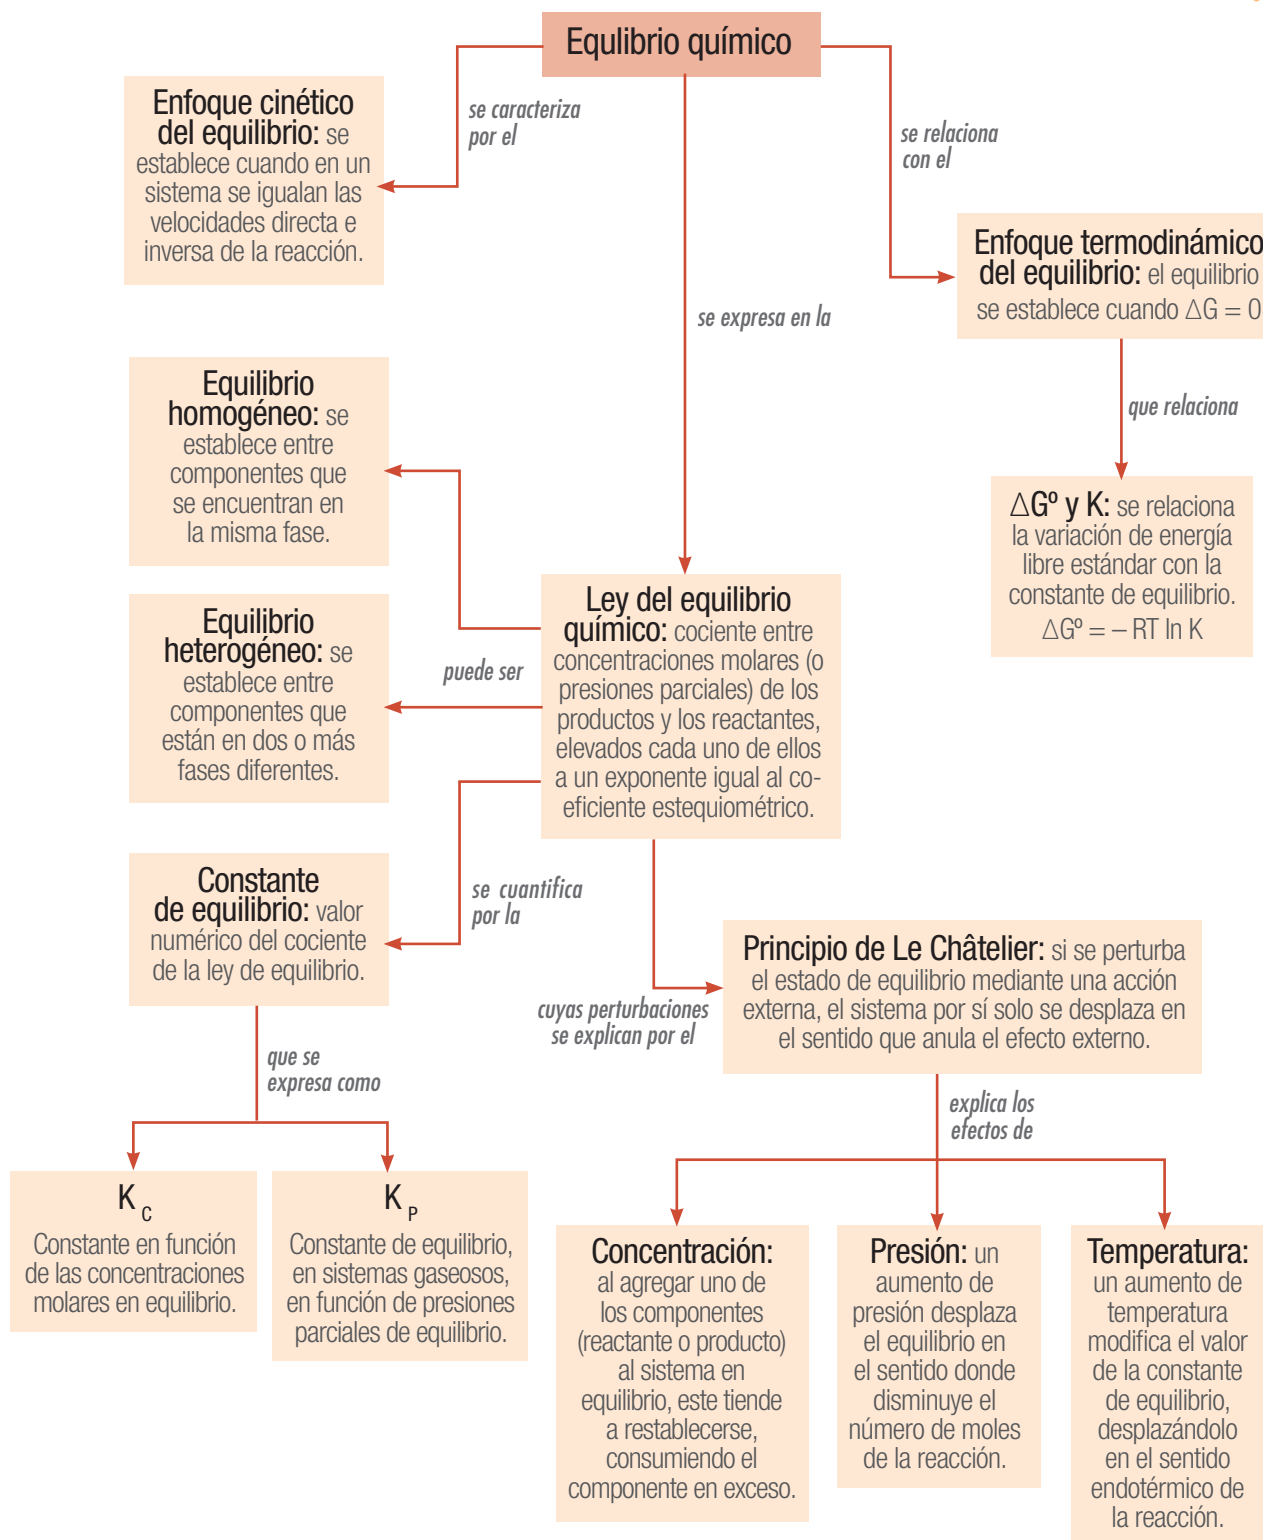 Equlibrio químico
se caracteriza
por el
Enfoque cinético
del equilibrio: se
establece cuando en un
sistema se igualan las
velocidades directa e
inversa de la reacción.
se relaciona
con el
Enfoque termodinámico
del equilibrio: el equilibrio
se establece cuando △G = 0
se expresa en la
que relaciona
△Gº y K: se relaciona
la variación de energía
libre estándar con la
constante de equilibrio.
△Gº = – RT ln K
Equilibrio
homogéneo: se
establece entre
componentes que
se encuentran en
la misma fase.
Equilibrio
heterogéneo: se
establece entre
componentes que
están en dos o más
fases diferentes.
puede ser
Ley del equilibrio
químico: cociente entre
concentraciones molares (o
presiones parciales) de los
productos y los reactantes,
elevados cada uno de ellos
a un exponente igual al co-
eficiente estequiométrico.
Constante
de equilibrio: valor
numérico del cociente
de la ley de equilibrio.
se cuantifica
por la
cuyas perturbaciones
se explican por el
Principio de Le Châtelier: si se perturba
el estado de equilibrio mediante una acción
externa, el sistema por sí solo se desplaza en
el sentido que anula el efecto externo.
que se
expresa como
explica los
efectos de
K C
Constante en función
de las concentraciones
molares en equilibrio.
K P
Constante de equilibrio,
en sistemas gaseosos,
en función de presiones
parciales de equilibrio.
Concentración:
al agregar uno de
los componentes
(reactante o producto)
al sistema en
equilibrio, este tiende
a restablecerse,
consumiendo el
componente en exceso.
Presión: un
aumento de
presión desplaza
el equilibrio en
el sentido donde
disminuye el
número de moles
de la reacción.
Temperatura:
un aumento de
temperatura
modifica el valor
de la constante
de equilibrio,
desplazándolo
en el sentido
endotérmico de
la reacción.